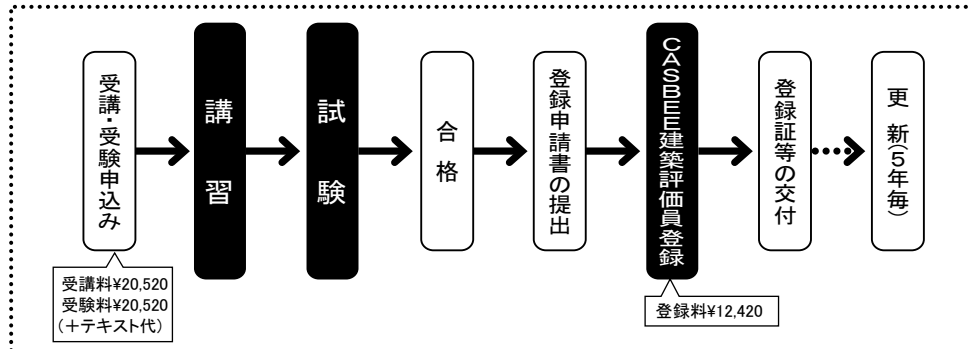 受講・受験申込み
講習
試験
合格
登録申請書の提出
CASBEE建築評価員登録
登録証等の交付
更新(5年毎)
受講料¥20,520
受験料¥20,520
(+テキスト代)
登録料¥12,420